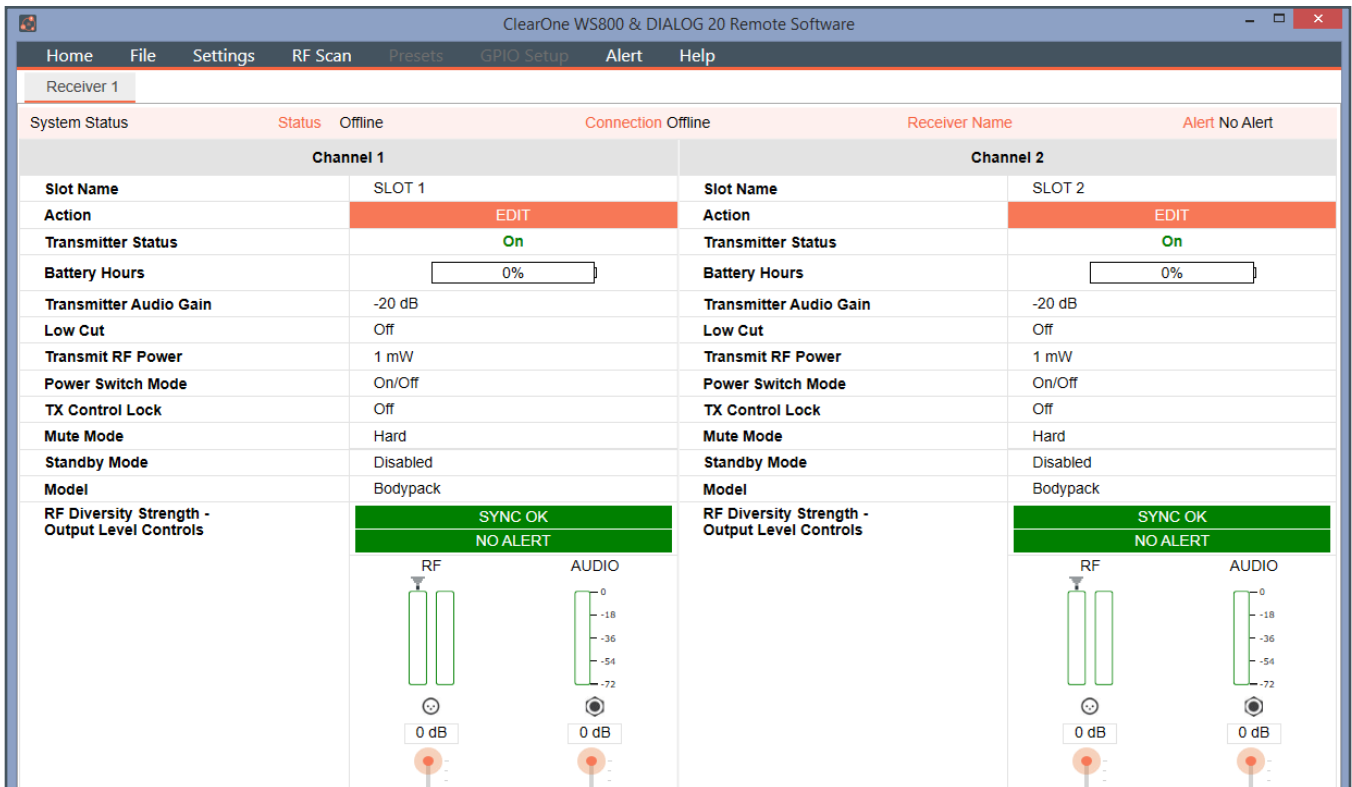 ClearOne WS800 & DIALOG 20 Remote Software
Home File Settings RF Scan Presets GPIO Setup Alert Help
Receiver 1
System Status Status Offline Connection Offline Receiver Name Alert No Alert
Channel 1 Channel 2
Slot Name SLOT 1 Slot Name SLOT 2
Action EDIT Action EDIT
Transmitter Status On Transmitter Status On
Battery Hours 0% Battery Hours 0%
Transmitter Audio Gain -20 dB Transmitter Audio Gain -20 dB
Low Cut Off Low Cut Off
Transmit RF Power 1 mW Transmit RF Power 1 mW
Power Switch Mode On/Off Power Switch Mode On/Off
TX Control Lock Off TX Control Lock Off
Mute Mode Hard Mute Mode Hard
Standby Mode Disabled Standby Mode Disabled
Model Bodypack Model Bodypack
RF Diversity Strength - SYNC OK RF Diversity Strength - SYNC OK
Output Level Controls NO ALERT Output Level Controls NO ALERT
RF AUDIO RF AUDIO
0 0
-18 -18
-36 -36
-54 -54
-72 -72
0 dB 0 dB 0 dB 0 dB